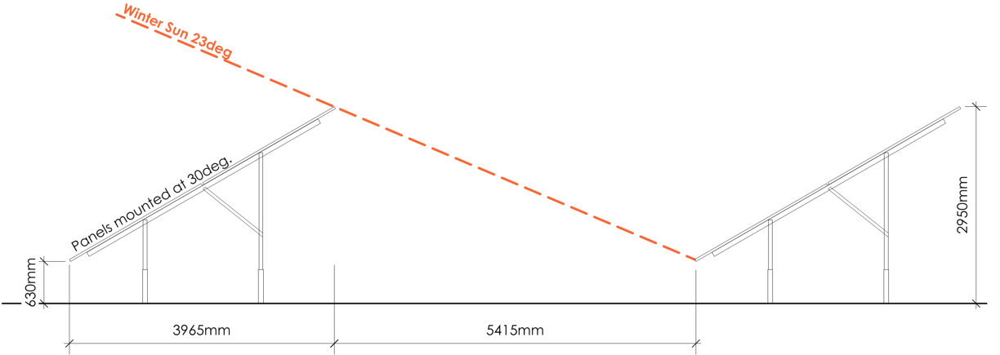 Winter Sun 23deg
Panels mounted at 30deg.
2950mm
630mm
3965mm
5415mm